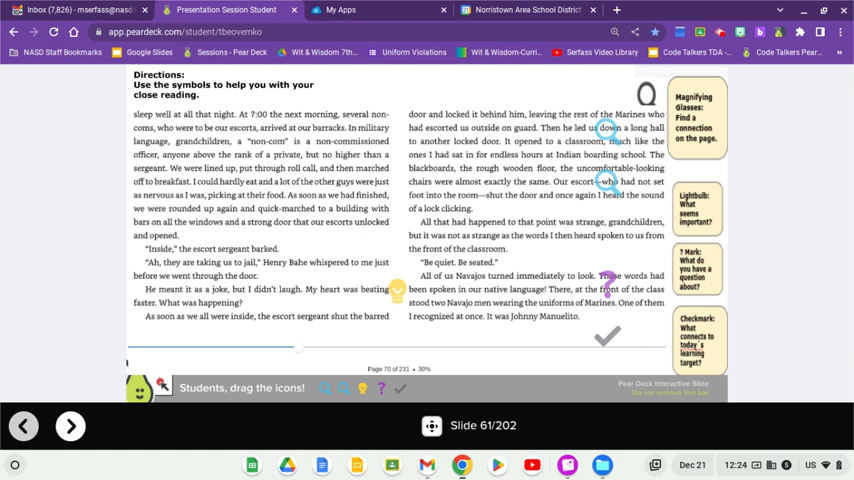 Inbox (7,826) - mserfass@nasd.
Presentation Session Student
My Apps
Norristown Area School District
app.peardeck.com/student/tbeovemko
NASD Staff Bookmarks
Google Slides
Sessions - Pear Deck
Wit & Wisdom 7th...
Uniform Violations
Wit & Wisdom-Curri...
Serfass Video Library
Code Talkers TDA -...
Code Talkers Pear...
Directions:
Use the symbols to help you with your
close reading.
sleep well at all that night. At 7:00 the next morning, several non-
coms, who were to be our escorts, arrived at our barracks. In military
language, grandchildren, a “non-com” is a non-commissioned
officer, anyone above the rank of a private, but no higher than a
sergeant. We were lined up, put through roll call, and then marched
off to breakfast. I could hardly eat and a lot of the other guys were just
as nervous as I was, picking at their food. As soon as we had finished,
we were rounded up again and quick-marched to a building with
bars on all the windows and a strong door that our escorts unlocked
and opened.
“Inside,” the escort sergeant barked.
“Ah, they are taking us to jail,” Henry Bahe whispered to me just
before we went through the door.
He meant it as a joke, but I didn’t laugh. My heart was beating
faster. What was happening?
As soon as we all were inside, the escort sergeant shut the barred
door and locked it behind him, leaving the rest of the Marines who
had escorted us outside on guard. Then he led us down a long hall
to another locked door. It opened to a classroom, much like the
ones I had sat in for endless hours at Indian boarding school. The
blackboards, the rough wooden floor, the uncomfortable-looking
chairs were almost exactly the same. Our escort—who had not set
foot into the room—shut the door and once again I heard the sound
of a lock clicking.
All that had happened to that point was strange, grandchildren,
but it was not as strange as the words I then heard spoken to us from
the front of the classroom.
“Be quiet. Be seated.”
All of us Navajos turned immediately to look. Those words had
been spoken in our native language! There, at the front of the class
stood two Navajo men wearing the uniforms of Marines. One of them
I recognized at once. It was Johnny Manuelito.
Page 70 of 231 • 30%
Magnifying
Glasses:
Find a
connection
on the page.
Lightbulb:
What
seems
important?
? Mark:
What do
you have a
question
about?
Checkmark:
What
connects to
today's
learning
target?
Students, drag the icons!
Pear Deck Interactive Slide
Do not remove this bar
Slide 61/202
Dec 21
12:24
US